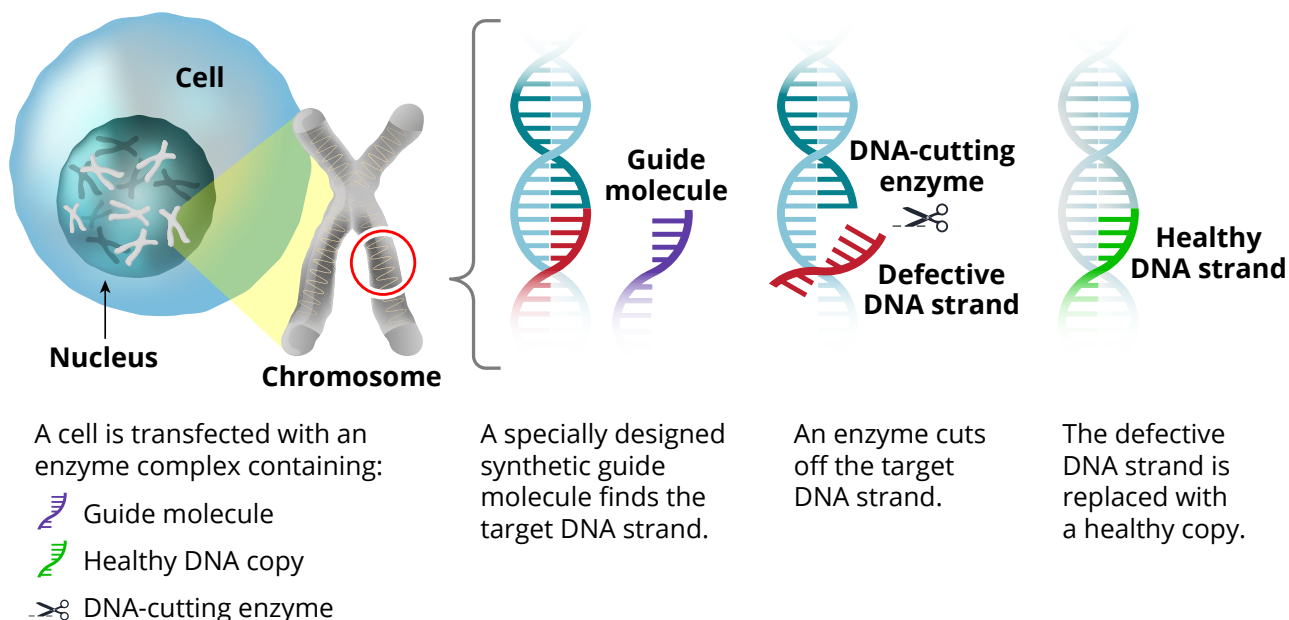 Cell
Nucleus
Chromosome
Guide
molecule
DNA-cutting
enzyme
Defective
DNA strand
Healthy
DNA strand
A cell is transfected with an
enzyme complex containing:
Guide molecule
Healthy DNA copy
DNA-cutting enzyme
A specially designed
synthetic guide
molecule finds the
target DNA strand.
An enzyme cuts
off the target
DNA strand.
The defective
DNA strand is
replaced with
a healthy copy.